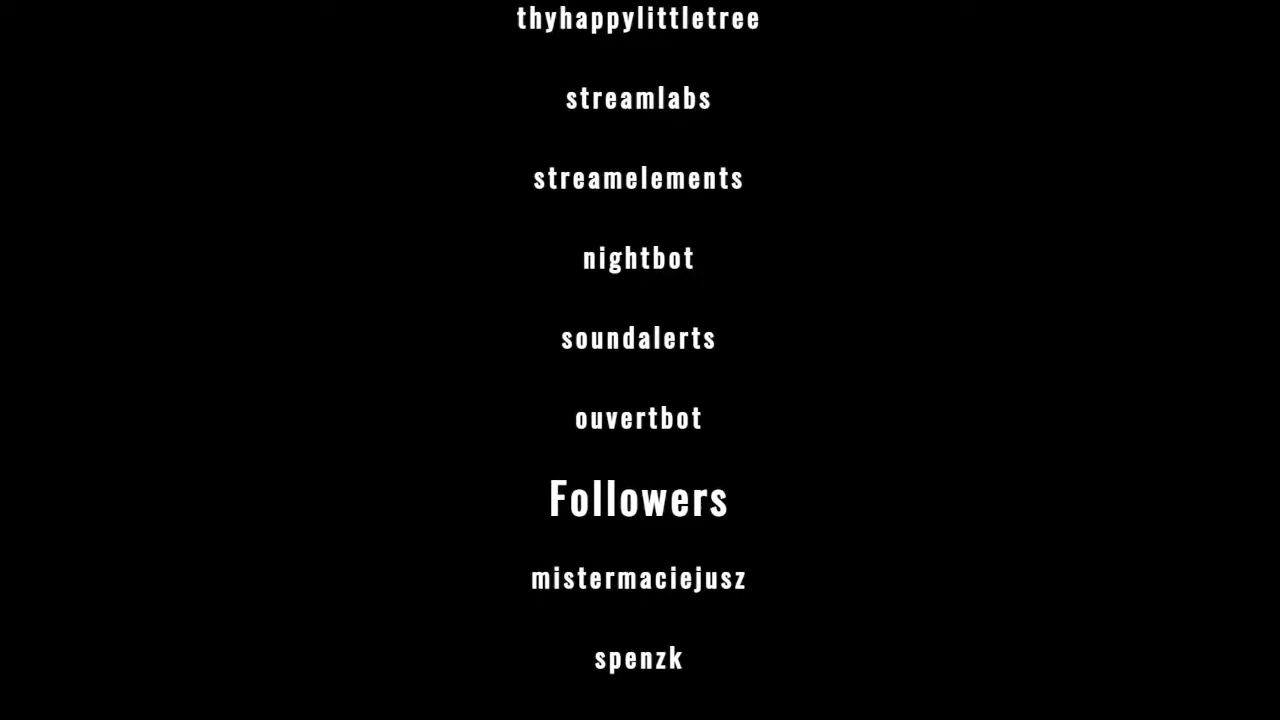 thyhappylittletree
streamlabs
streamelements
nightbot
soundalerts
ouvertbot
Followers
mistermaciejusz
spenzk